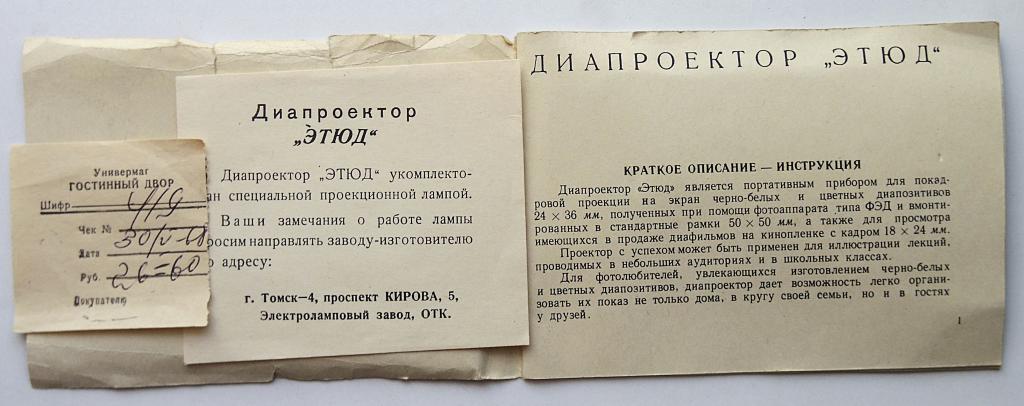 Универмаг
ГОСТИННЫЙ ДВОР
Шифр
Чек №
Дата
Руб. 26=60
Покупателю
Диапроектор
„ЭТЮД“
Диапроектор „ЭТЮД“ укомплекто-
ан специальной проекционной лампой.
Ваши замечания о работе лампы
росим направлять заводу-изготовителю
о адресу:
г. Томск—4, проспект КИРОВА, 5,
Электроламповый завод, ОТК.
ДИАПРОЕКТОР „ЭТЮД“
КРАТКОЕ ОПИСАНИЕ — ИНСТРУКЦИЯ
Диапроектор «Этюд» является портативным прибором для покад-
ровой проекции на экран черно-белых и цветных диапозитивов
24 × 36 мм, полученных при помощи фотоаппарата типа ФЭД и вмонти-
рованных в стандартные рамки 50 × 50 мм, а также для просмотра
имеющихся в продаже диафильмов на кинопленке с кадром 18 × 24 мм.
Проектор с успехом может быть применен для иллюстрации лекций,
проводимых в небольших аудиториях и в школьных классах.
Для фотолюбителей, увлекающихся изготовлением черно-белых
и цветных диапозитивов, диапроектор дает возможность легко органи-
зовать их показ не только дома, в кругу своей семьи, но и в гостях
у друзей.
1